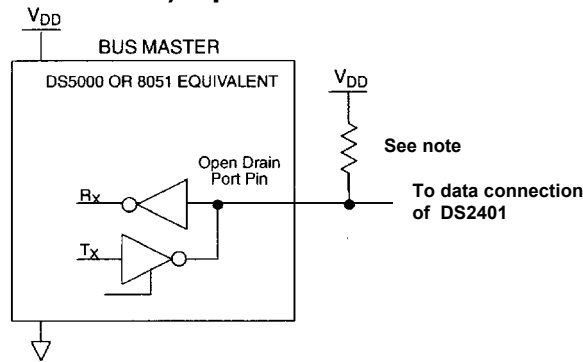 VDD
BUS MASTER
DS5000 OR 8051 EQUIVALENT
VDD
See note
Open Drain
Port Pin
RX
To data connection
of DS2401
TX